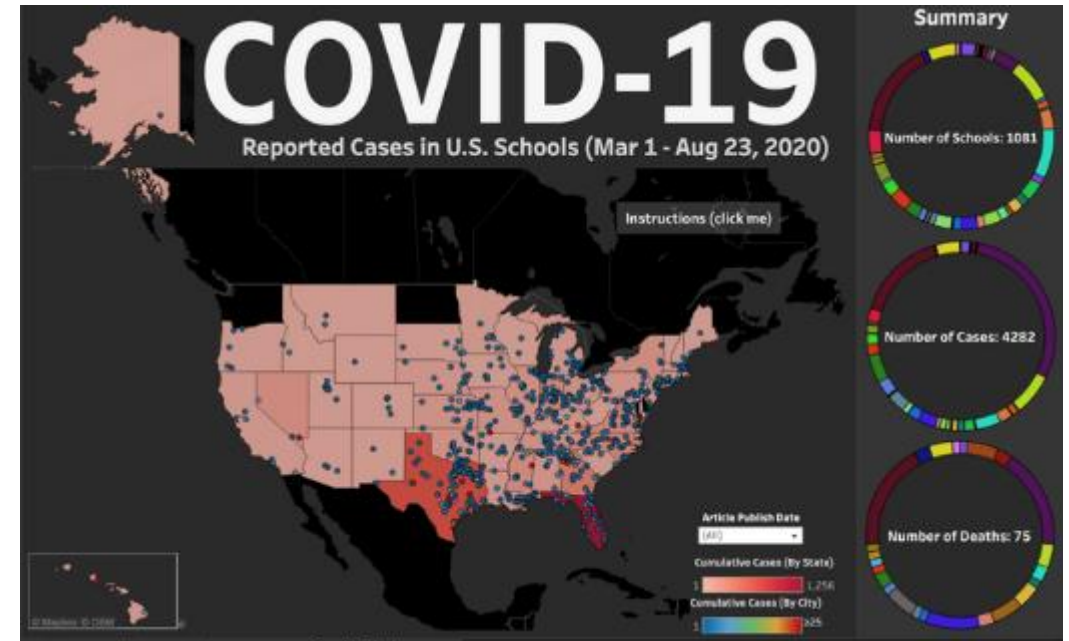 Summary
COVID-19
Reported Cases in U.S. Schools (Mar 1 - Aug 23, 2020)
Number of Schools: 1081
Instructions (click me)
Number of Cases: 4282
Number of Deaths: 75
Article Publish Date
(All)
Cumulative Cases (By State)
1 1,256
Cumulative Cases (By City)
1 ≥25
© Mapbox © OSM